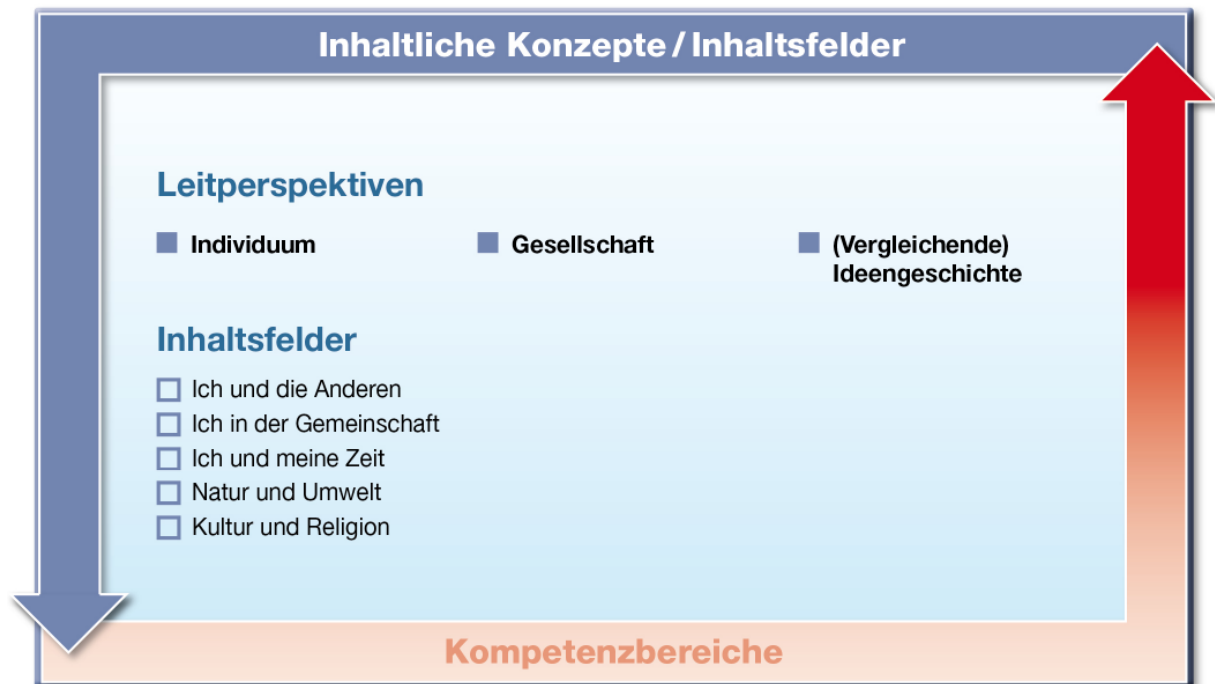 Inhaltliche Konzepte / Inhaltsfelder
Leitperspektiven
Individuum
Gesellschaft
(Vergleichende)
Ideengeschichte
Inhaltsfelder
Ich und die Anderen
Ich in der Gemeinschaft
Ich und meine Zeit
Natur und Umwelt
Kultur und Religion
Kompetenzbereiche